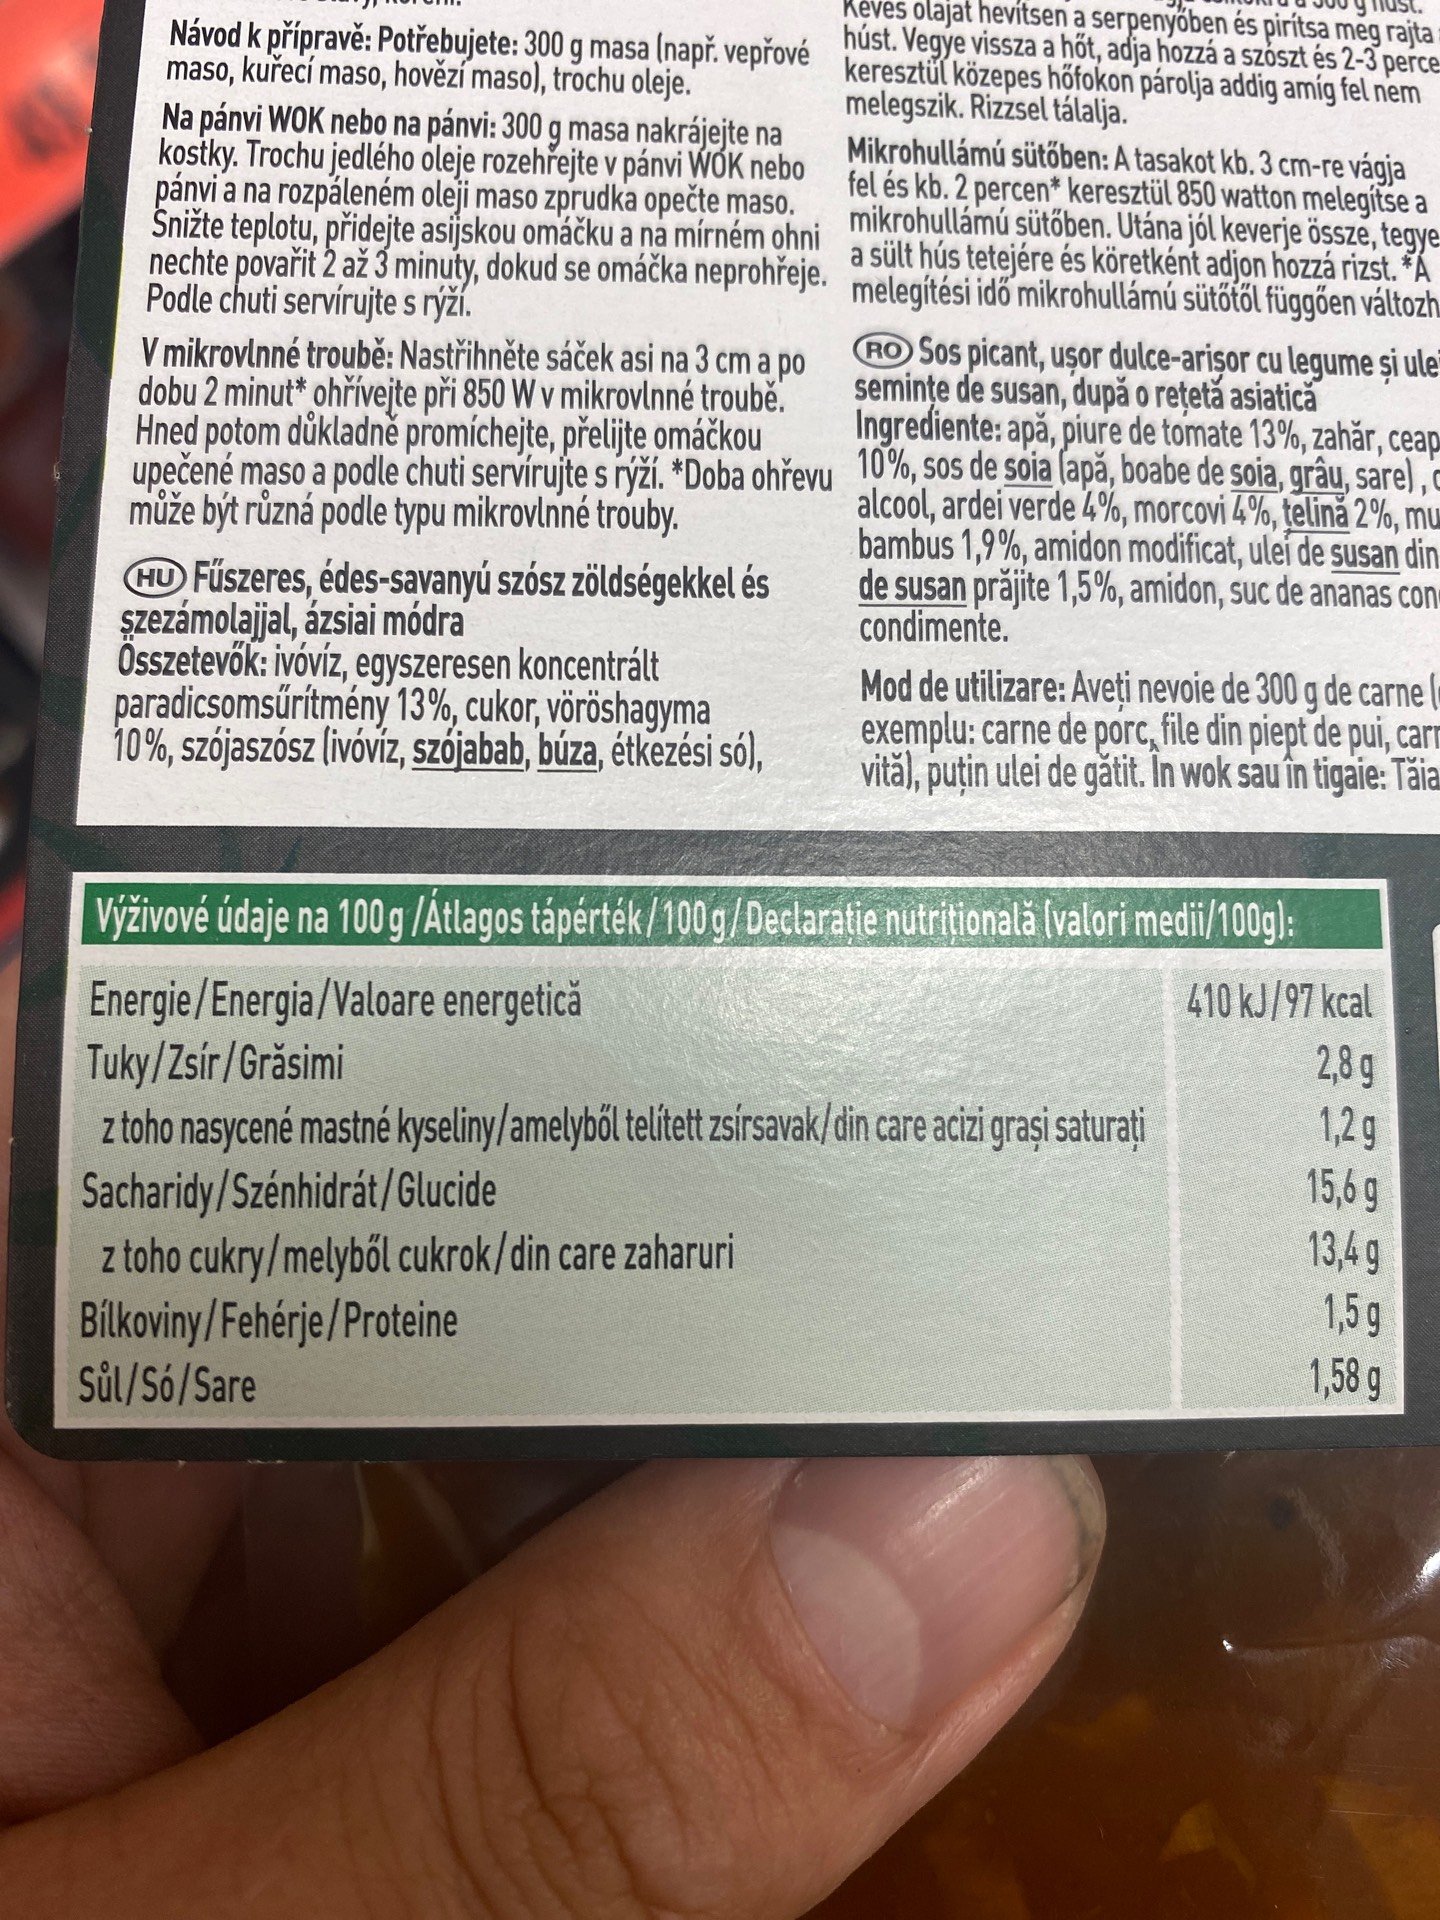 Návod k přípravě: Potřebujete: 300 g masa (např. vepřové
maso, kuřecí maso, hovězí maso), trochu oleje.
Na pánvi WOK nebo na pánvi: 300 g masa nakrájejte na
kostky. Trochu jedlého oleje rozehřejte v pánvi WOK nebo
pánvi a na rozpáleném oleji maso zprudka opečte maso.
Snižte teplotu, přidejte asijskou omáčku a na mírném ohni
nechte povařit 2 až 3 minuty, dokud se omáčka neprohřeje.
Podle chuti servírujte s rýží.
V mikrovlnné troubě: Nastřihněte sáček asi na 3 cm a po
dobu 2 minut* ohřívejte při 850 W v mikrovlnné troubě.
Hned potom důkladně promíchejte, přelijte omáčkou
upečené maso a podle chuti servírujte s rýží. *Doba ohřevu
může být různá podle typu mikrovlnné trouby.
HU Fűszeres, édes-savanyú szósz zöldségekkel és
szezámolajjal, ázsiai módra
Összetevők: ivóvíz, egyszeresen koncentrált
paradicsomsűrítmény 13%, cukor, vöröshagyma
10%, szójaszósz (ivóvíz, szójabab, búza, étkezési só),
Kevés olajat hevítsen a serpenyőben és pirítsa meg rajta
húst. Vegye vissza a hőt, adja hozzá a szószt és 2-3 perce
keresztül közepes hőfokon párolja addig amíg fel nem
melegszik. Rizzsel tálalja.
Mikrohullámú sütőben: A tasakot kb. 3 cm-re vágja
fel és kb. 2 percen* keresztül 850 watton melegítse a
mikrohullámú sütőben. Utána jól keverje össze, tegye
a sült hús tetejére és köretként adjon hozzá rizst. *A
melegítési idő mikrohullámú sütőtől függően változh
RO Sos picant, ușor dulce-arișor cu legume și ulei
semințe de susan, după o rețetă asiatică
Ingrediente: apă, piure de tomate 13%, zahăr, ceap
10%, sos de soia (apă, boabe de soia, grâu, sare),
alcool, ardei verde 4%, morcovi 4%, țelină 2%, mu
bambus 1,9%, amidon modificat, ulei de susan din
de susan prăjite 1,5%, amidon, suc de ananas con
condimente.
Mod de utilizare: Aveți nevoie de 300 g de carne (
exemplu: carne de porc, file din piept de pui, carn
vită), puțin ulei de gătit. În wok sau în tigaie: Tăia
Výživové údaje na 100 g /Átlagos tápérték/100 g/Declarație nutrițională (valori medii/100g):
Energie/Energia/Valoare energetică 410 kJ/97 kcal
Tuky/Zsír/Grăsimi 2,8 g
z toho nasycené mastné kyseliny/amelyből telített zsírsavak/din care acizi grași saturați 1,2 g
Sacharidy/Szénhidrát/Glucide 15,6 g
z toho cukry/melyből cukrok/din care zaharuri 13,4 g
Bílkoviny/Fehérje/Proteine 1,5 g
Sůl/Só/Sare 1,58 g